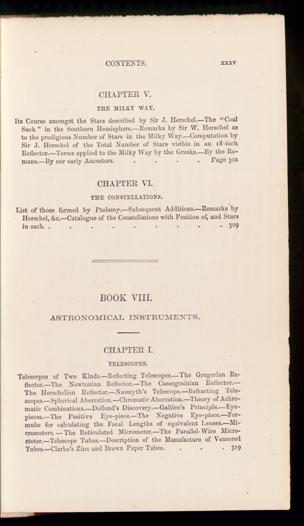 CONTENTS. xxxv
CHAPTER V.
THE MILKY WAY.
Its Course amongst the Stars described by Sir J. Herschel.—The "Coal
Sack" in the Southern Hemisphere.—Remarks by Sir W. Herschel as
to the prodigious Number of Stars in the Milky Way.—Computation by
Sir J. Herschel of the Total Number of Stars visible in an 18-inch
Reflector.—Terms applied to the Milky Way by the Greeks.—By the Ro-
mans.—By our early Ancestors. . . . . Page 302
CHAPTER VI.
THE CONSTELLATIONS.
List of those formed by Ptolemy.—Subsequent Additions.—Remarks by
Herschel, &c.—Catalogue of the Constellations with Position of, and Stars
in each. . . . . . . . . . 309
BOOK VIII.
ASTRONOMICAL INSTRUMENTS.
CHAPTER I.
TELESCOPES.
Telescopes of Two Kinds.—Reflecting Telescopes.—The Gregorian Re-
flector.—The Newtonian Reflector.—The Cassegrainian Reflector.—
The Herschelian Reflector.—Nasmyth's Telescope.—Refracting Tele-
scopes.—Spherical Aberration.—Chromatic Aberration.—Theory of Achro-
matic Combinations.—Dollond's Discovery.—Galileo's Principle.—Eye-
pieces.—The Positive Eye-piece.—The Negative Eye-piece.—For-
mulæ for calculating the Focal Lengths of equivalent Lenses.—Mi-
crometers.—The Reticulated Micrometer.—The Parallel-Wire Micro-
meter.—Telescope Tubes.—Description of the Manufacture of Veneered
Tubes.—Clarke's Zinc and Brown Paper Tubes. . . . 319